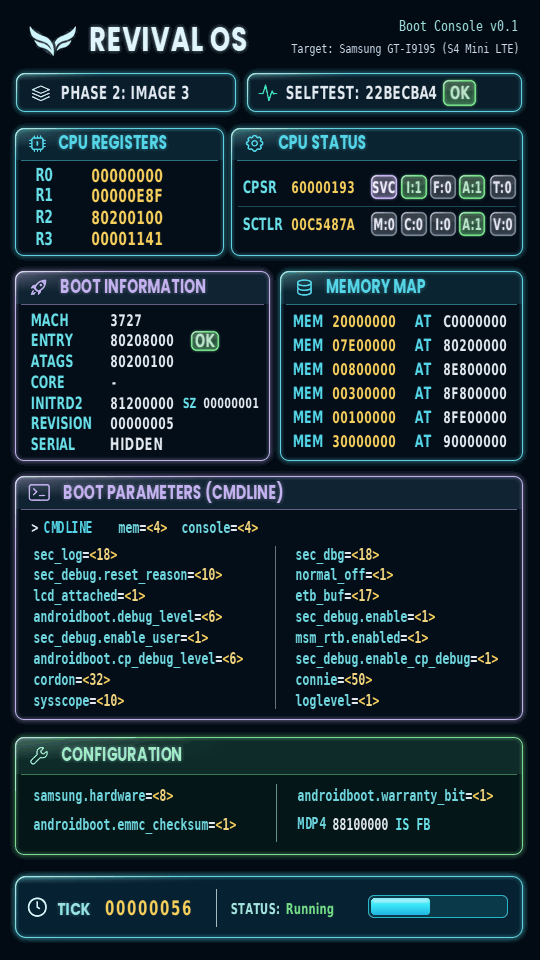 REVIVAL OS
Boot Console v0.1
Target: Samsung GT-I9195 (S4 Mini LTE)
PHASE 2: IMAGE 3
SELFTEST: 22BECBA4 OK
CPU REGISTERS
R0 00000000
R1 00000E8F
R2 80200100
R3 00001141
CPU STATUS
CPSR 60000193 SVC I:1 F:0 A:1 T:0
SCTLR 00C5487A M:0 C:0 I:0 A:1 V:0
BOOT INFORMATION
MACH 3727
ENTRY 80208000 OK
ATAGS 80200100
CORE -
INITRD2 81200000 SZ 00000001
REVISION 00000005
SERIAL HIDDEN
MEMORY MAP
MEM 20000000 AT C0000000
MEM 07E00000 AT 80200000
MEM 00800000 AT 8E800000
MEM 00300000 AT 8F800000
MEM 00100000 AT 8FE00000
MEM 30000000 AT 90000000
BOOT PARAMETERS (CMDLINE)
> CMDLINE mem=<4> console=<4>
sec_log=<18>
sec_debug.reset_reason=<10>
lcd_attached=<1>
androidboot.debug_level=<6>
sec_debug.enable_user=<1>
androidboot.cp_debug_level=<6>
cordon=<32>
sysscope=<10>
sec_dbg=<18>
normal_off=<1>
etb_buf=<17>
sec_debug.enable=<1>
msm_rtb.enabled=<1>
sec_debug.enable_cp_debug=<1>
connie=<50>
loglevel=<1>
CONFIGURATION
samsung.hardware=<8>
androidboot.emmc_checksum=<1>
androidboot.warranty_bit=<1>
MDP4 88100000 IS FB
TICK 00000056
STATUS: Running